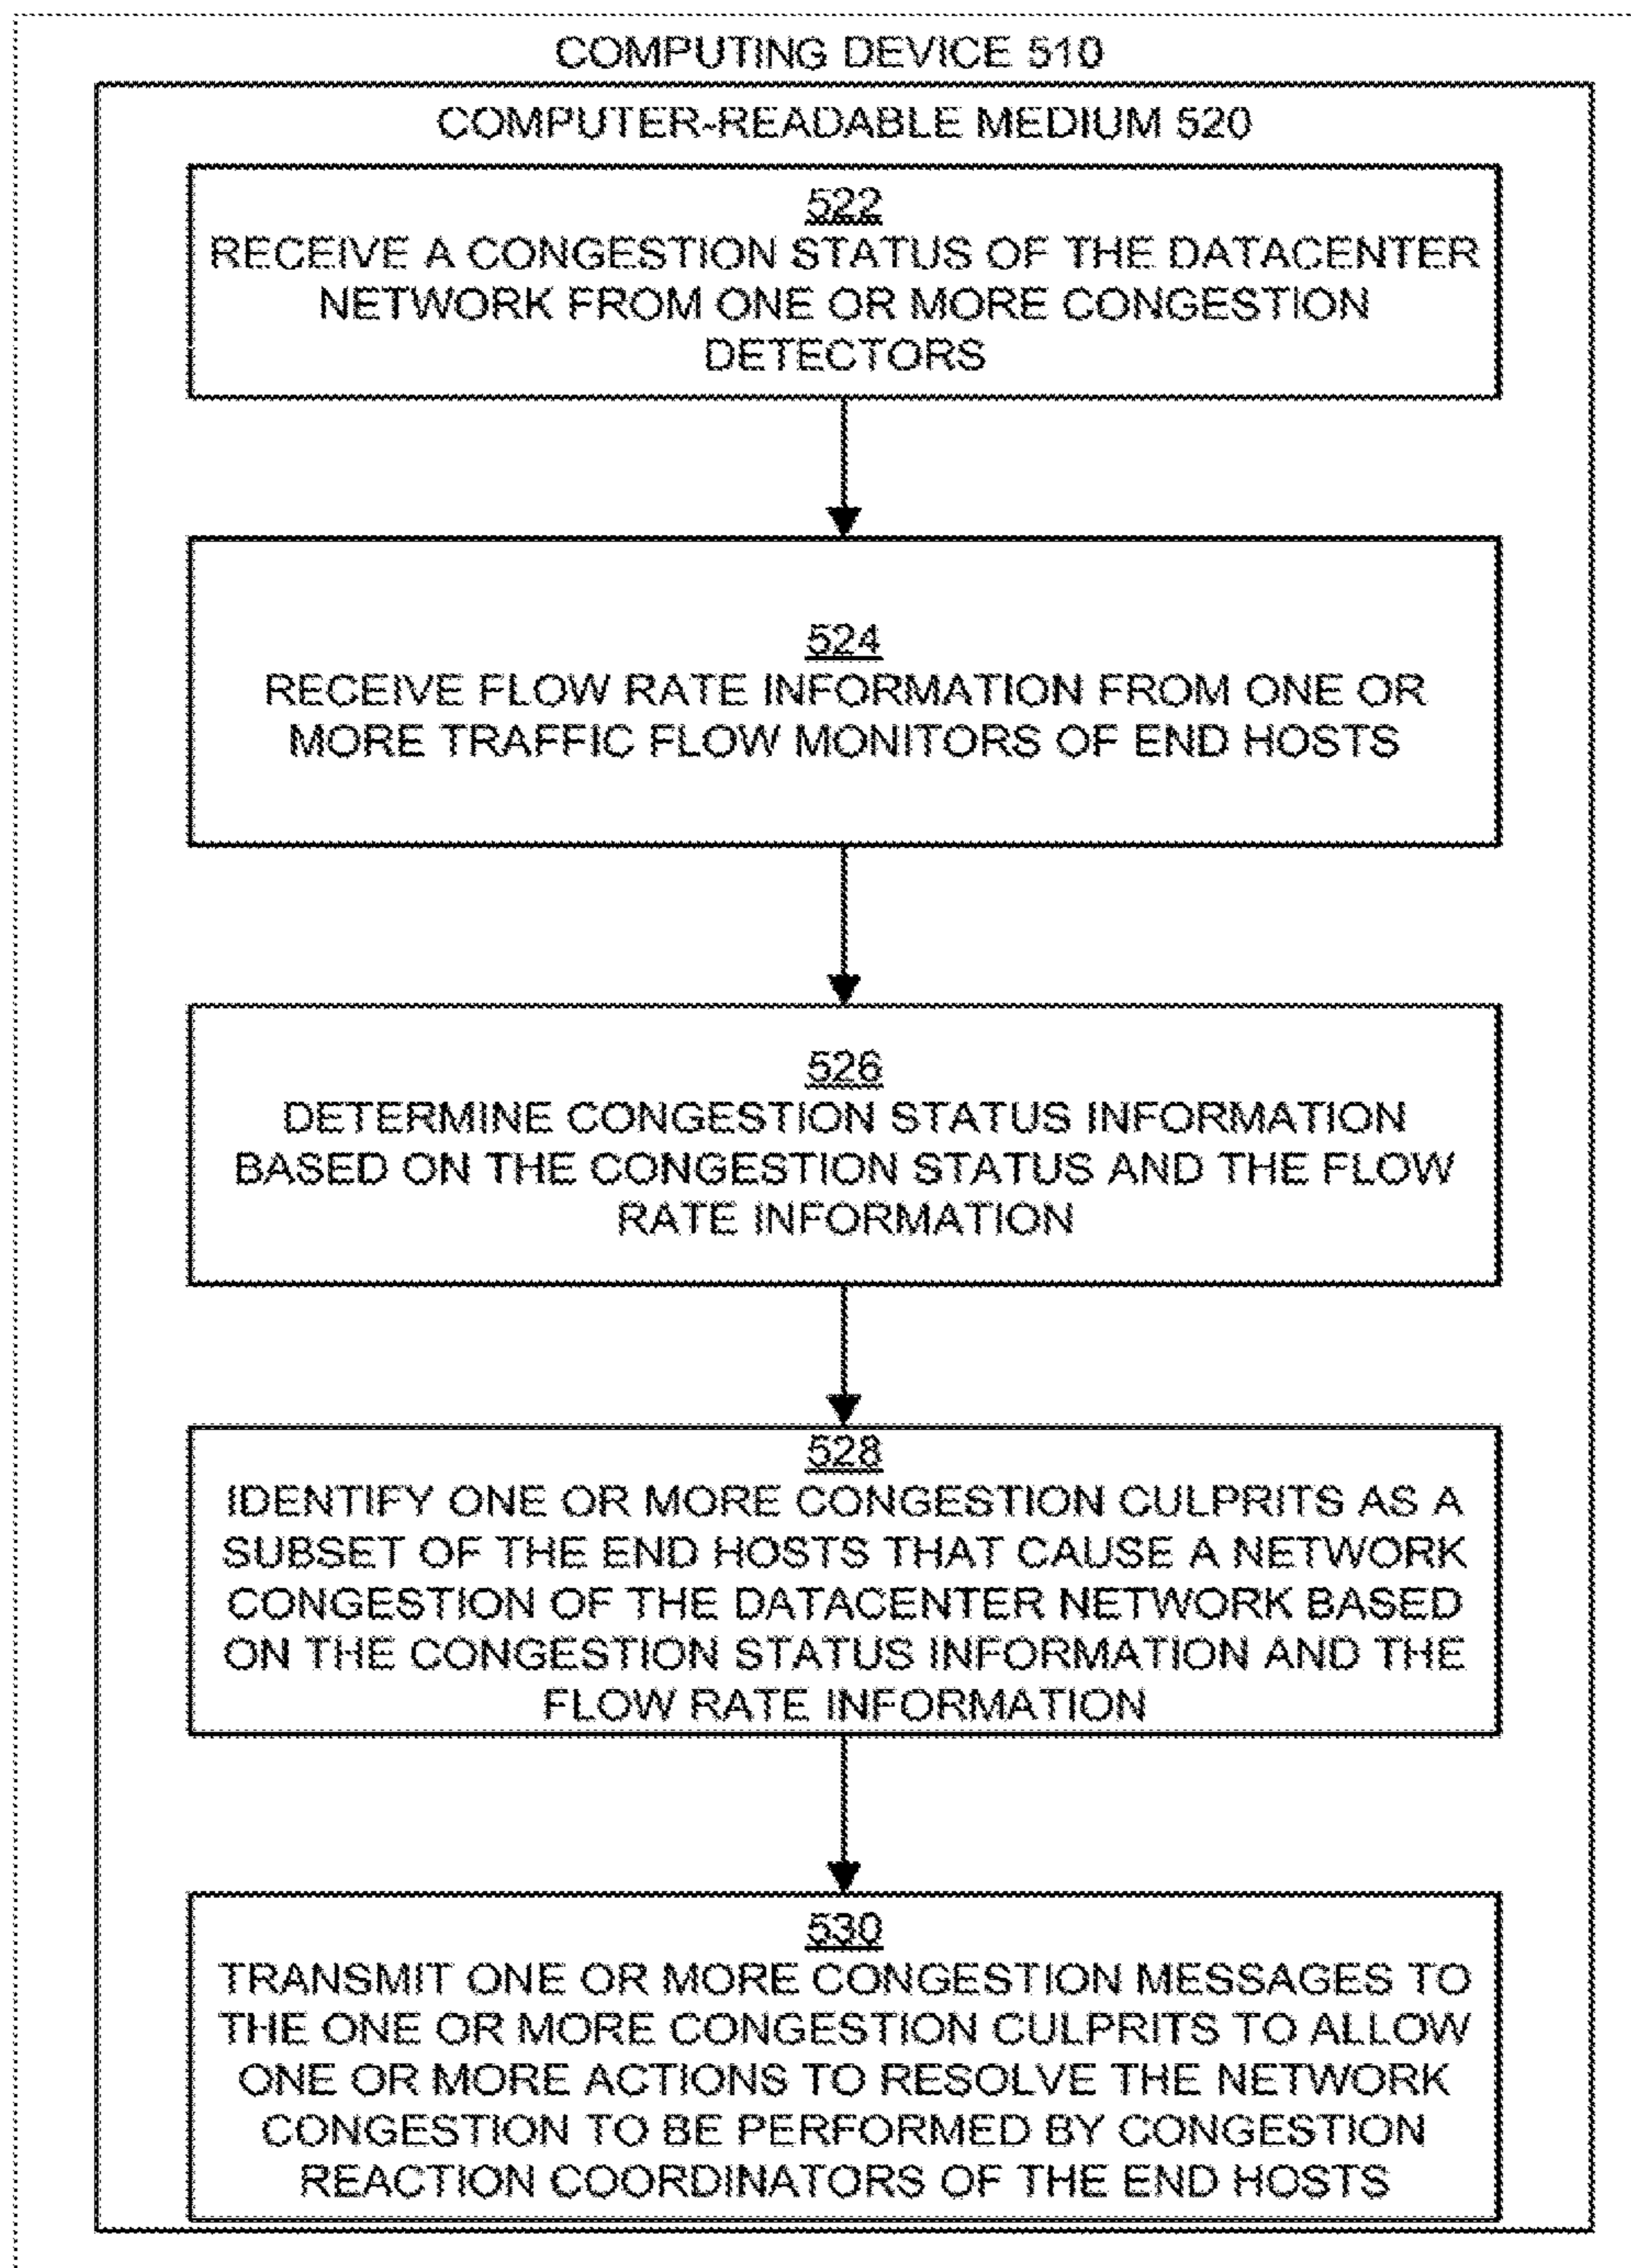 COMPUTING DEVICE 510
COMPUTER-READABLE MEDIUM 520
522
RECEIVE A CONGESTION STATUS OF THE DATACENTER
NETWORK FROM ONE OR MORE CONGESTION
DETECTORS
524
RECEIVE FLOW RATE INFORMATION FROM ONE OR
MORE TRAFFIC FLOW MONITORS OF END HOSTS
526
DETERMINE CONGESTION STATUS INFORMATION
BASED ON THE CONGESTION STATUS AND THE FLOW
RATE INFORMATION
528
IDENTIFY ONE OR MORE CONGESTION CULPRITS AS A
SUBSET OF THE END HOSTS THAT CAUSE A NETWORK
CONGESTION OF THE DATACENTER NETWORK BASED
ON THE CONGESTION STATUS INFORMATION AND THE
FLOW RATE INFORMATION
530
TRANSMIT ONE OR MORE CONGESTION MESSAGES TO
THE ONE OR MORE CONGESTION CULPRITS TO ALLOW
ONE OR MORE ACTIONS TO RESOLVE THE NETWORK
CONGESTION TO BE PERFORMED BY CONGESTION
REACTION COORDINATORS OF THE END HOSTS